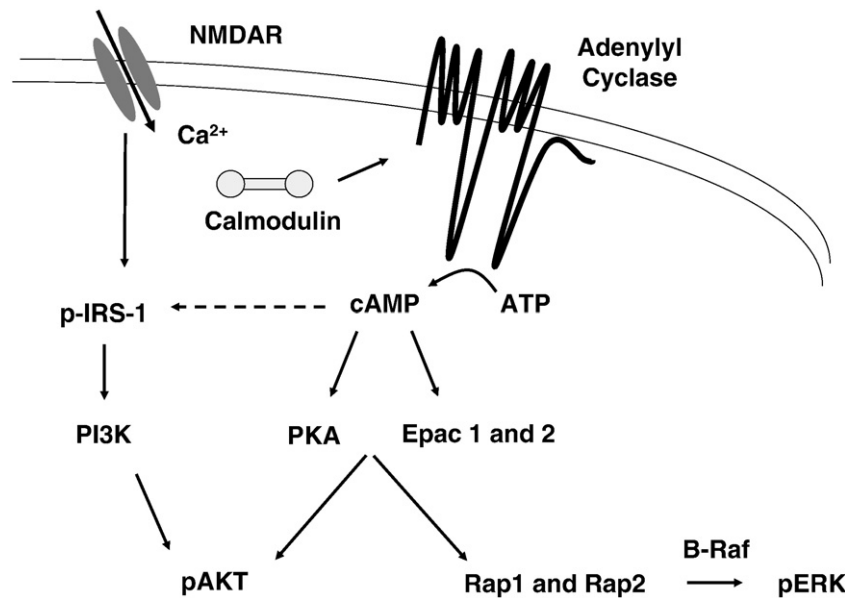 NMDAR
Adenylyl
Cyclase
Ca²⁺
Calmodulin
p-IRS-1
cAMP
ATP
PI3K
PKA
Epac 1 and 2
B-Raf
pAKT
Rap1 and Rap2
pERK